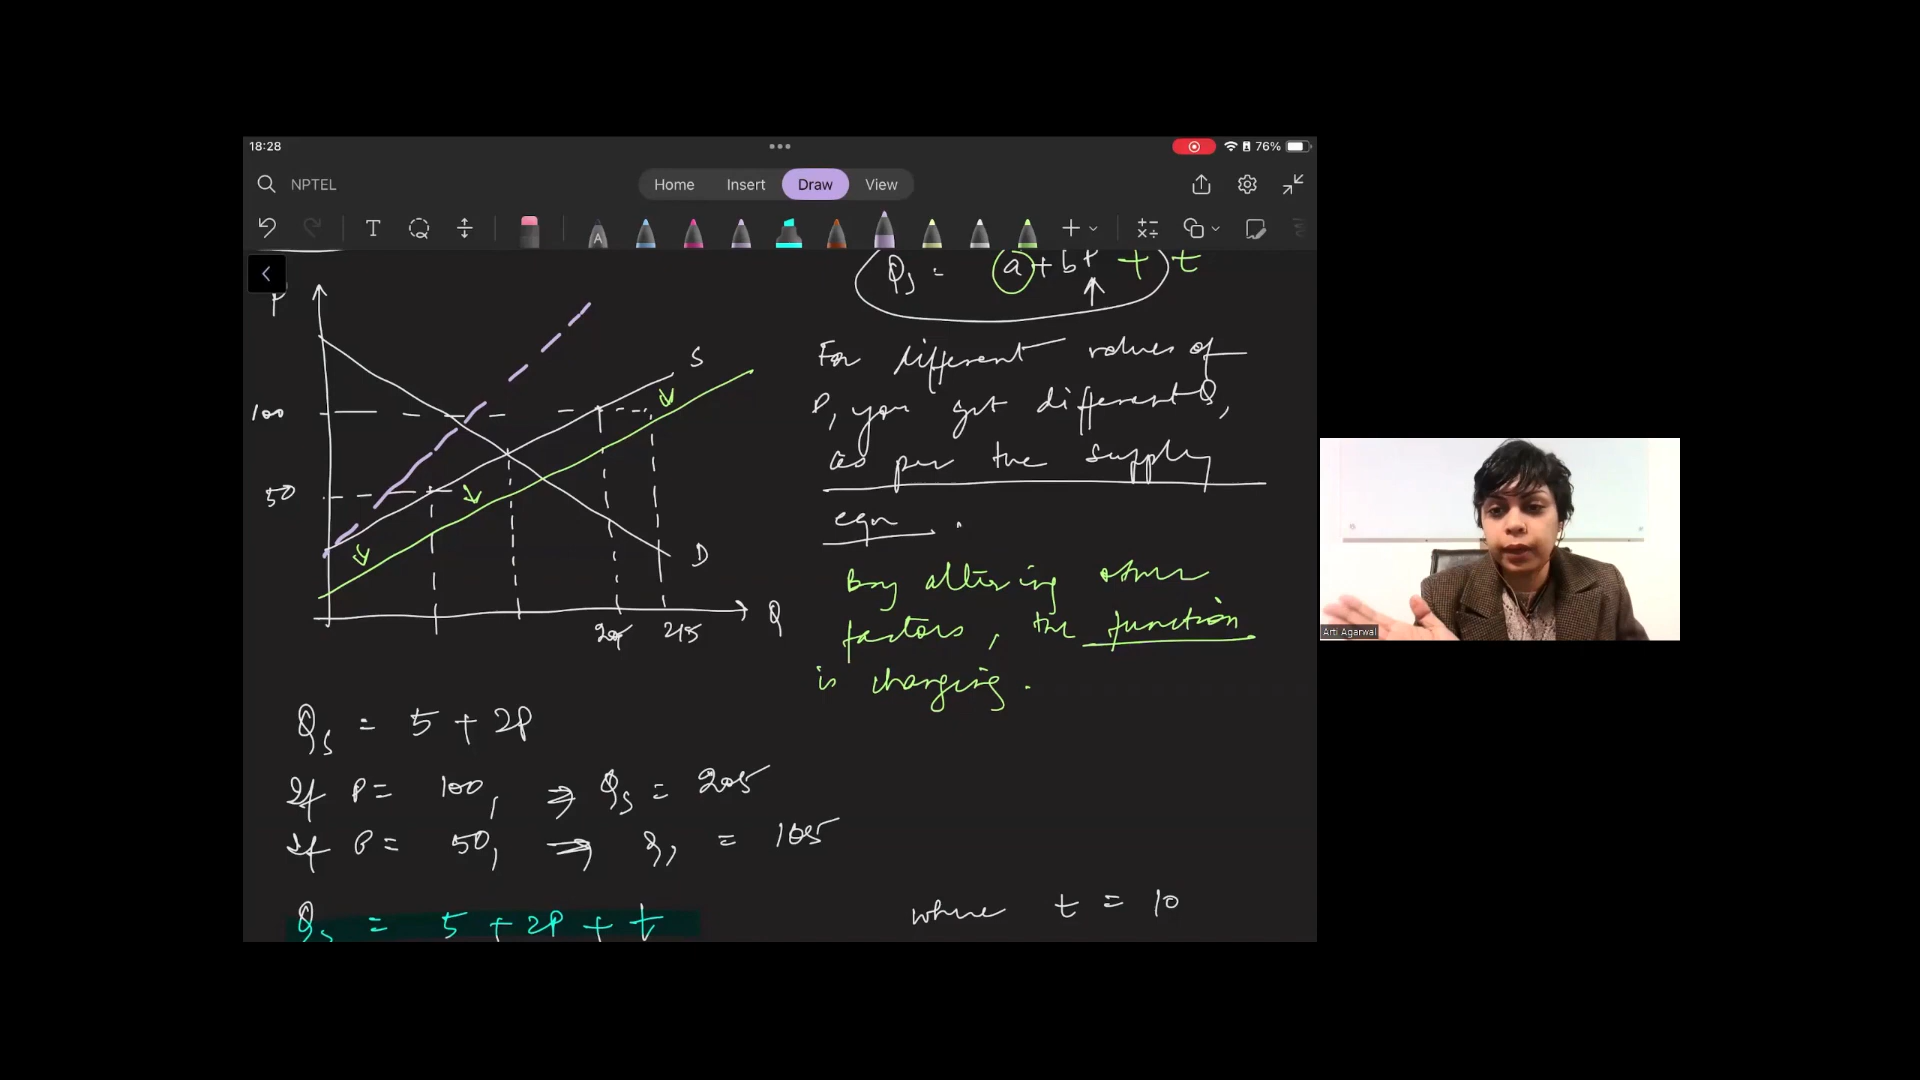 18:28
76%
NPTEL
Home Insert Draw View
T
A
Qs = a + bP + t
For different values of
P, you get different Q,
as per the supply
eqn.
By altering other
factors, the function
is changing.
P
S
100
50
D
205 215 Q
Qs = 5 + 2P
If P = 100, ⇒ Qs = 205
If P = 50, ⇒ Qs = 105
Qs = 5 + 2P + t where t = 10
Arti Agarwal